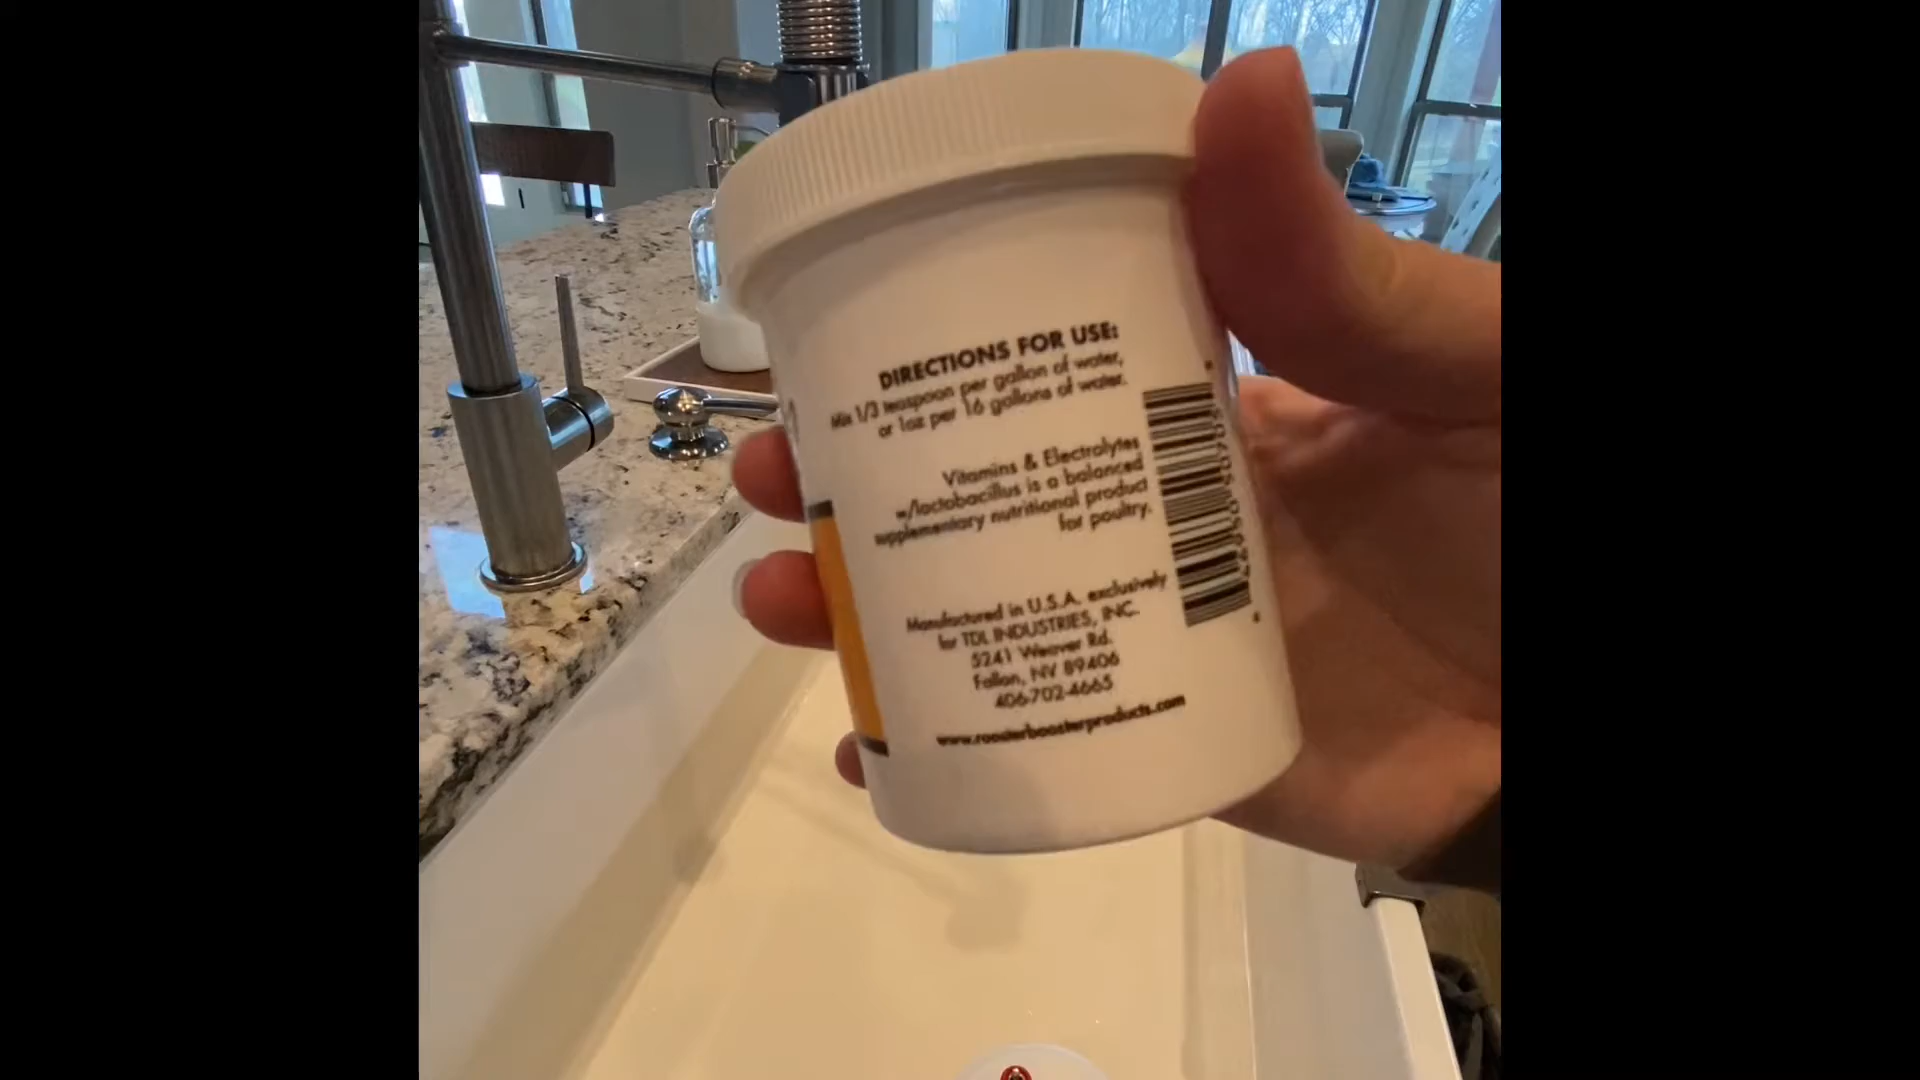 DIRECTIONS FOR USE:
Mix 1/3 teaspoon per gallon of water,
or 1oz per 16 gallons of water.
Vitamins & Electrolytes
w/lactobacillus is a balanced
supplementary nutritional product
for poultry.
Manufactured in U.S.A. exclusively
for TDL INDUSTRIES, INC.
5241 Weaver Rd.
Fallon, NV 89406
406-702-4665
www.roosterboosterproducts.com